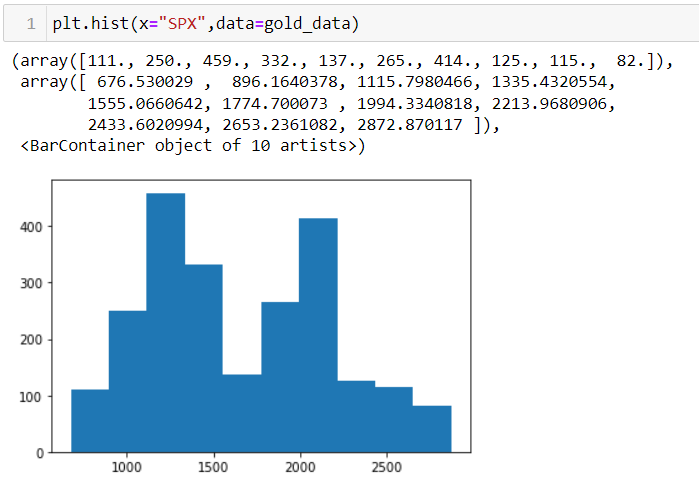 1 plt.hist(x="SPX",data=gold_data)
(array([111., 250., 459., 332., 137., 265., 414., 125., 115.,  82.]),
 array([ 676.530029 ,  896.1640378, 1115.7980466, 1335.4320554,
        1555.0660642, 1774.700073 , 1994.3340818, 2213.9680906,
        2433.6020994, 2653.2361082, 2872.870117 ]),
 <BarContainer object of 10 artists>)
400
300
200
100
0
1000 1500 2000 2500